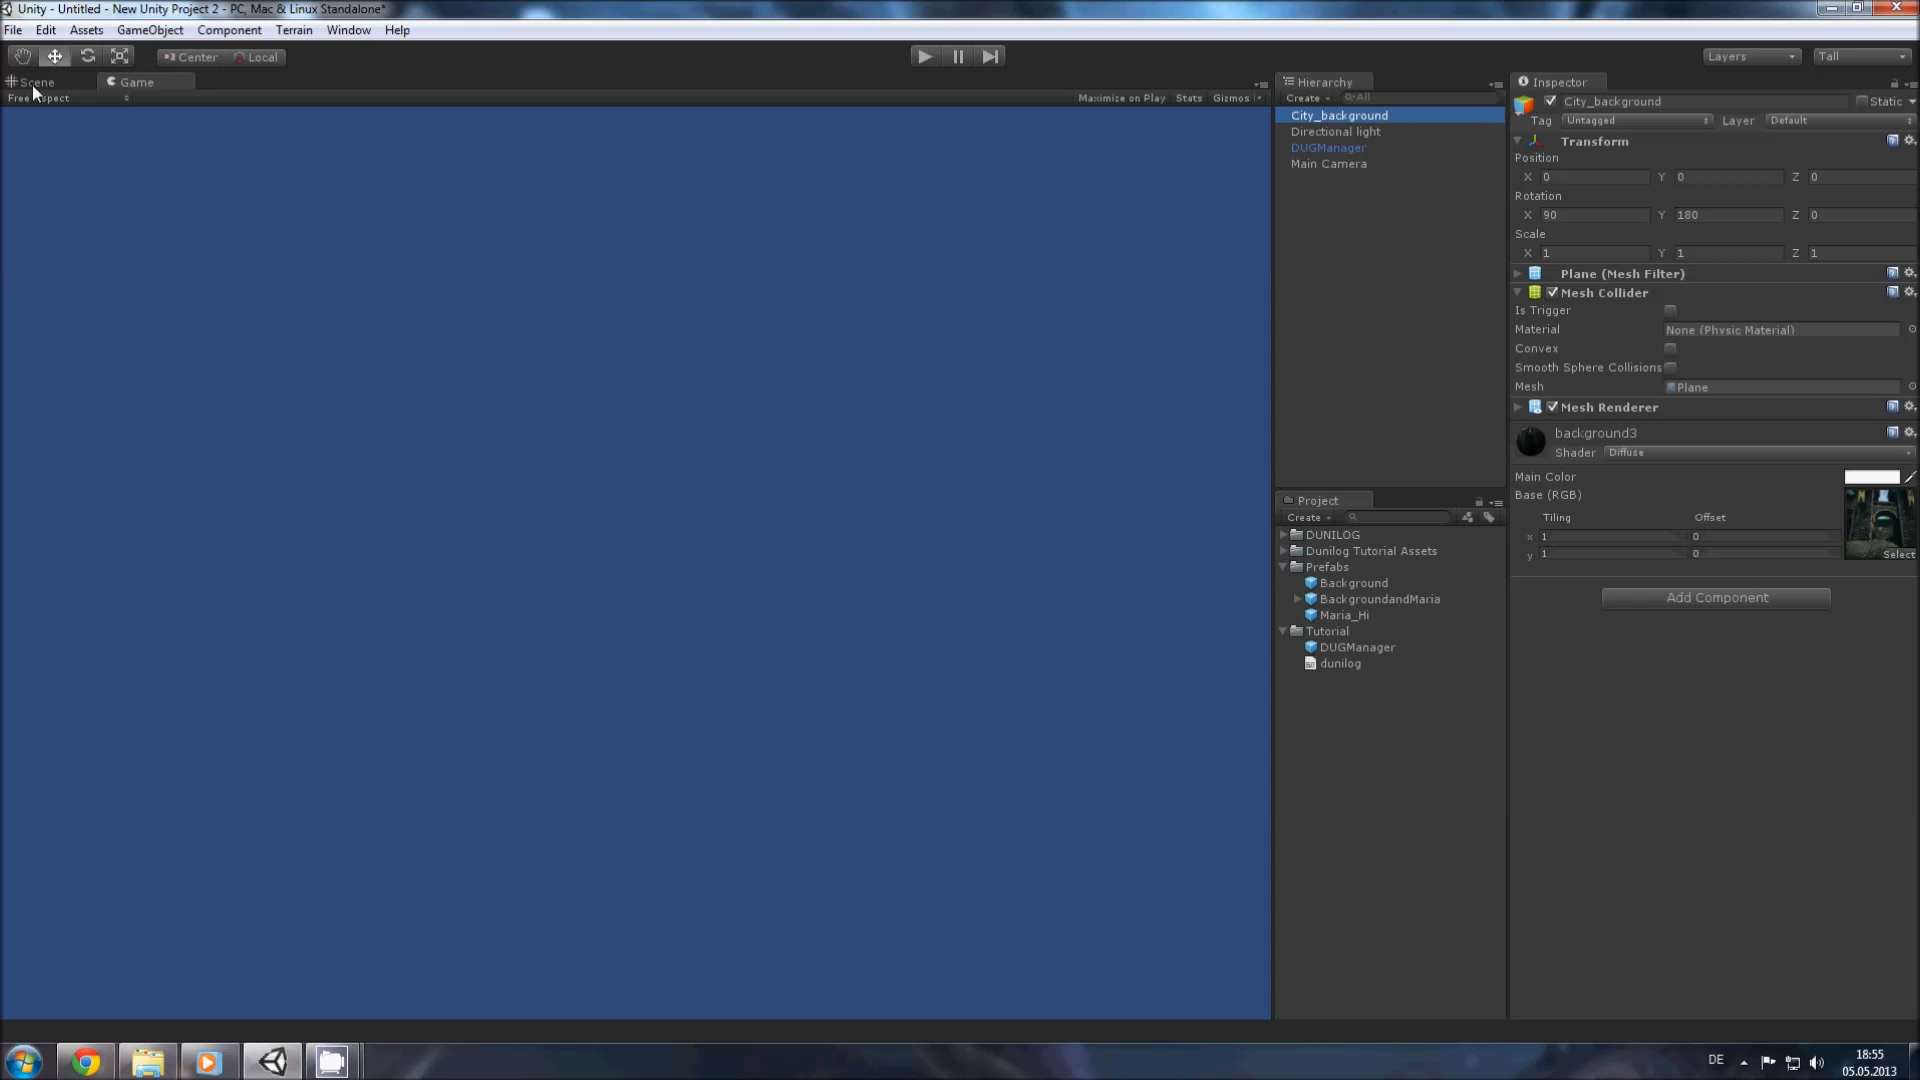 Unity - Untitled - New Unity Project 2 - PC, Mac & Linux Standalone*
File Edit Assets GameObject Component Terrain Window Help
Center Local Layers Tall
Scene Game
Free Aspect Maximize on Play Stats Gizmos
Hierarchy
Create All
City_background
Directional light
DUGManager
Main Camera
Project
Create
DUNILOG
Dunilog Tutorial Assets
Prefabs
Background
BackgroundandMaria
Maria_Hi
Tutorial
DUGManager
dunilog
Inspector
City_background Static
Tag Untagged Layer Default
Transform
Position
X 0 Y 0 Z 0
Rotation
X 90 Y 180 Z 0
Scale
X 1 Y 1 Z 1
Plane (Mesh Filter)
Mesh Collider
Is Trigger
Material None (Physic Material)
Convex
Smooth Sphere Collisions
Mesh Plane
Mesh Renderer
background3
Shader Diffuse
Main Color
Base (RGB)
Tiling Offset
x 1 0
y 1 0
Select
Add Component
DE
18:55
05.05.2013